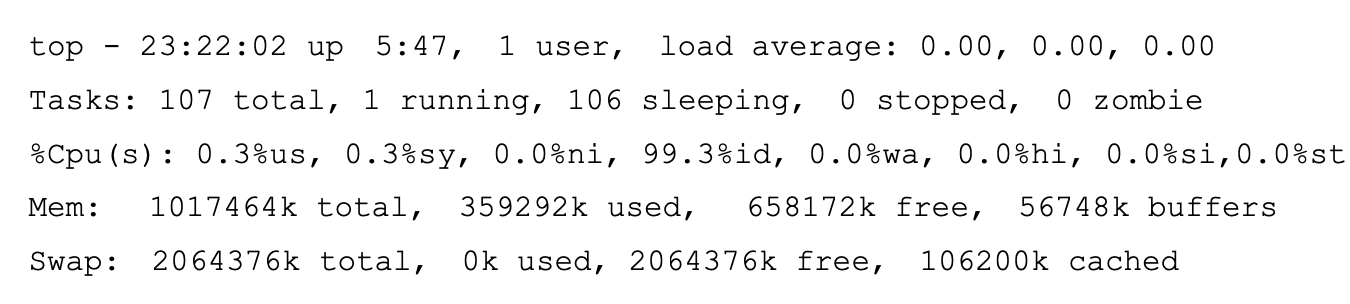 top - 23:22:02 up 5:47, 1 user, load average: 0.00, 0.00, 0.00
Tasks: 107 total, 1 running, 106 sleeping, 0 stopped, 0 zombie
%Cpu(s): 0.3%us, 0.3%sy, 0.0%ni, 99.3%id, 0.0%wa, 0.0%hi, 0.0%si,0.0%st
Mem: 1017464k total, 359292k used, 658172k free, 56748k buffers
Swap: 2064376k total, 0k used, 2064376k free, 106200k cached